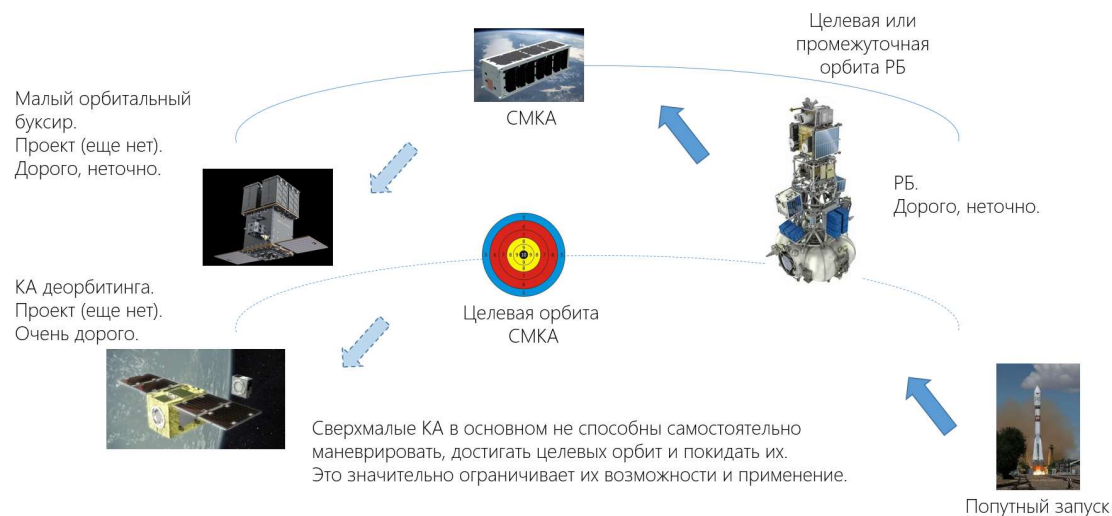 Целевая или
промежуточная
орбита РБ
Малый орбитальный
буксир.
Проект (еще нет).
Дорого, неточно.
СМКА
РБ.
Дорого, неточно.
КА деорбитинга.
Проект (еще нет).
Очень дорого.
Целевая орбита
СМКА
Сверхмалые КА в основном не способны самостоятельно
маневрировать, достигать целевых орбит и покидать их.
Это значительно ограничивает их возможности и применение.
Попутный запуск